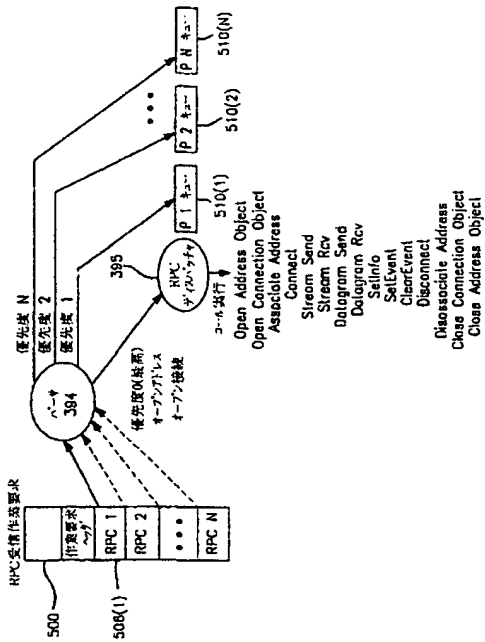 RPC受信作業要求
500
作業要求
ヘッダ
RPC 1
RPC 2
•••
RPC N
508(1)
パーサ
394
優先度 N
優先度 2
優先度 1
優先度0(最高)
オープンアドレス
オープン接続
RPC
ディスパッチャ
395
P 1 キュー
510(1)
P 2 キュー
510(2)
•••
P N キュー
510(N)
コール実行
Open Address Object
Open Connection Object
Associate Address
Connect
Stream Send
Stream Rcv
Datagram Send
Datagram Rcv
SetInfo
SetEvent
ClearEvent
Disconnect
Disassociate Address
Close Connection Object
Close Address Object